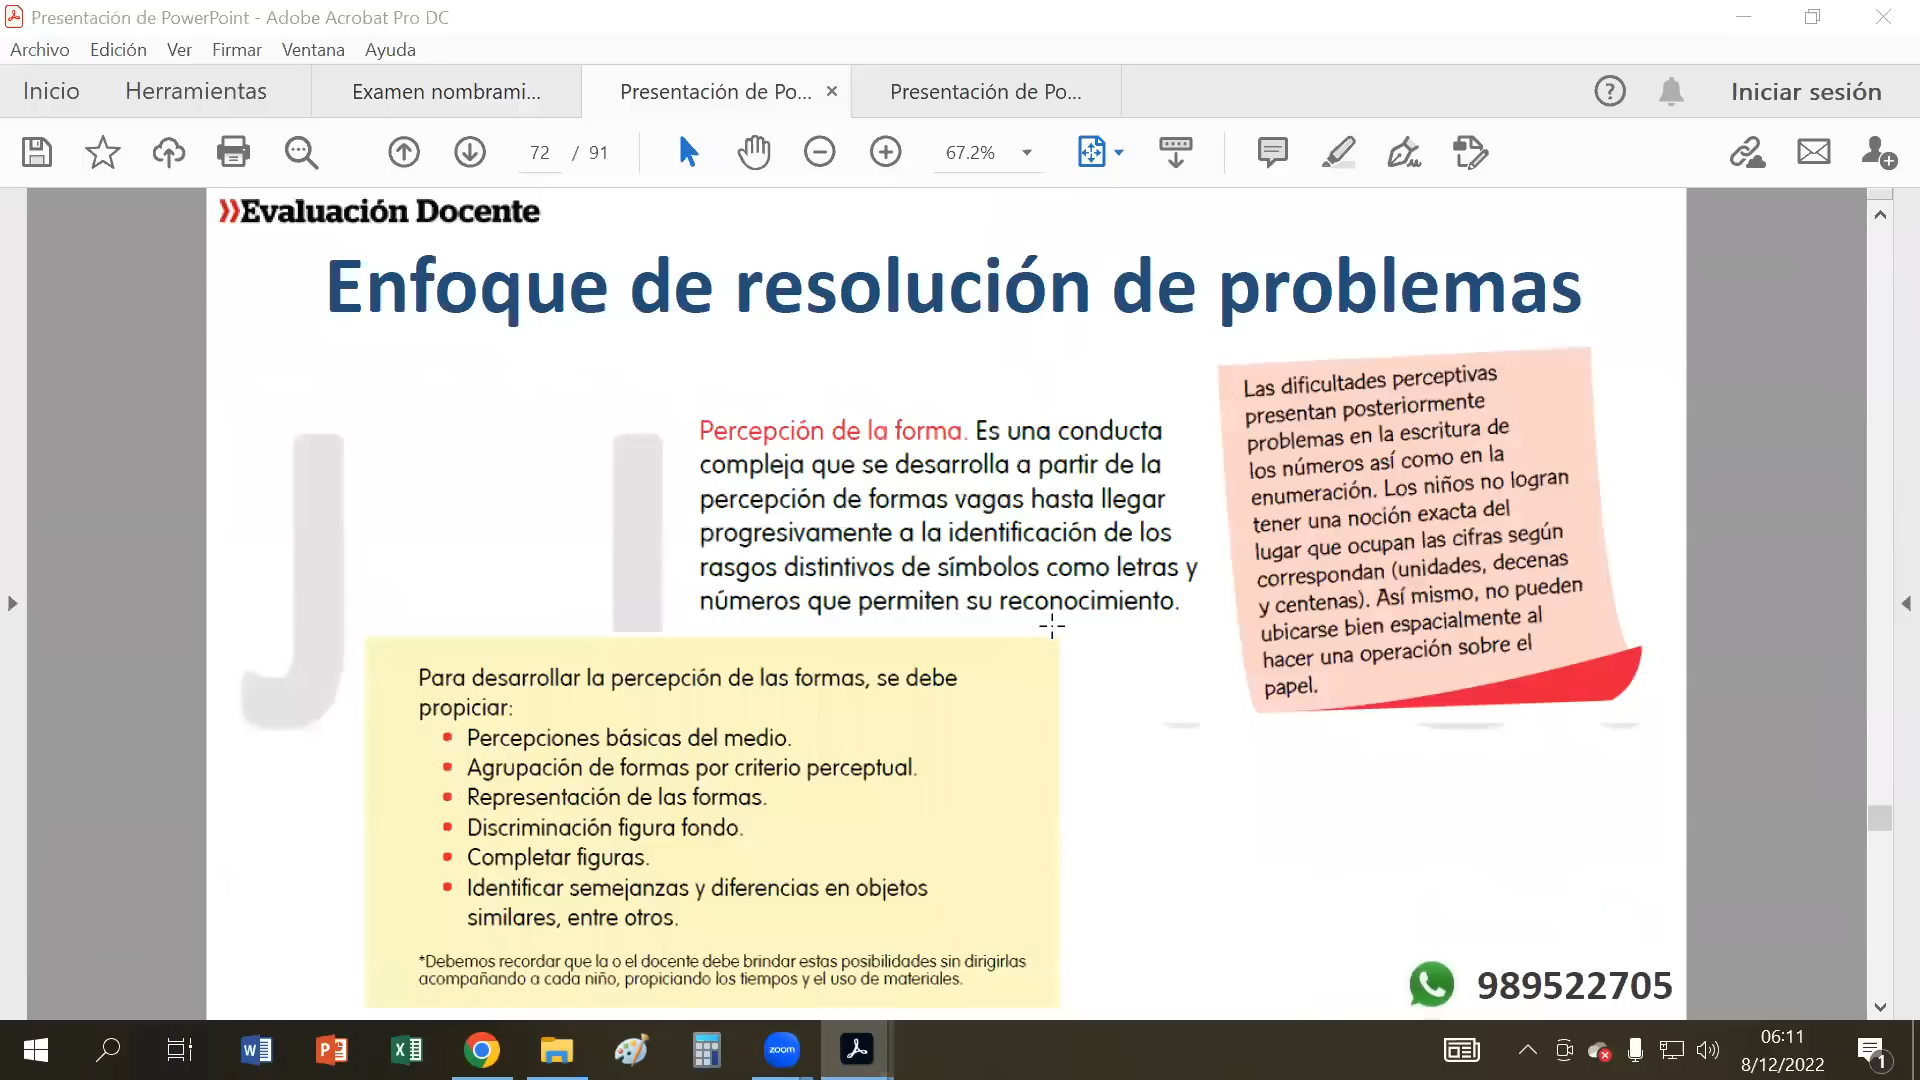 Presentación de PowerPoint - Adobe Acrobat Pro DC
Archivo Edición Ver Firmar Ventana Ayuda
Inicio Herramientas Examen nombrami... Presentación de Po... × Presentación de Po... Iniciar sesión
72 / 91 67.2%
Evaluación Docente
Enfoque de resolución de problemas
Percepción de la forma. Es una conducta
compleja que se desarrolla a partir de la
percepción de formas vagas hasta llegar
progresivamente a la identificación de los
rasgos distintivos de símbolos como letras y
números que permiten su reconocimiento.
Las dificultades perceptivas
presentan posteriormente
problemas en la escritura de
los números así como en la
enumeración. Los niños no logran
tener una noción exacta del
lugar que ocupan las cifras según
correspondan (unidades, decenas
y centenas). Así mismo, no pueden
ubicarse bien espacialmente al
hacer una operación sobre el
papel.
Para desarrollar la percepción de las formas, se debe
propiciar:
• Percepciones básicas del medio.
• Agrupación de formas por criterio perceptual.
• Representación de las formas.
• Discriminación figura fondo.
• Completar figuras.
• Identificar semejanzas y diferencias en objetos
similares, entre otros.
*Debemos recordar que la o el docente debe brindar estas posibilidades sin dirigirlas
acompañando a cada niño, propiciando los tiempos y el uso de materiales.
989522705
zoom
06:11
8/12/2022
1